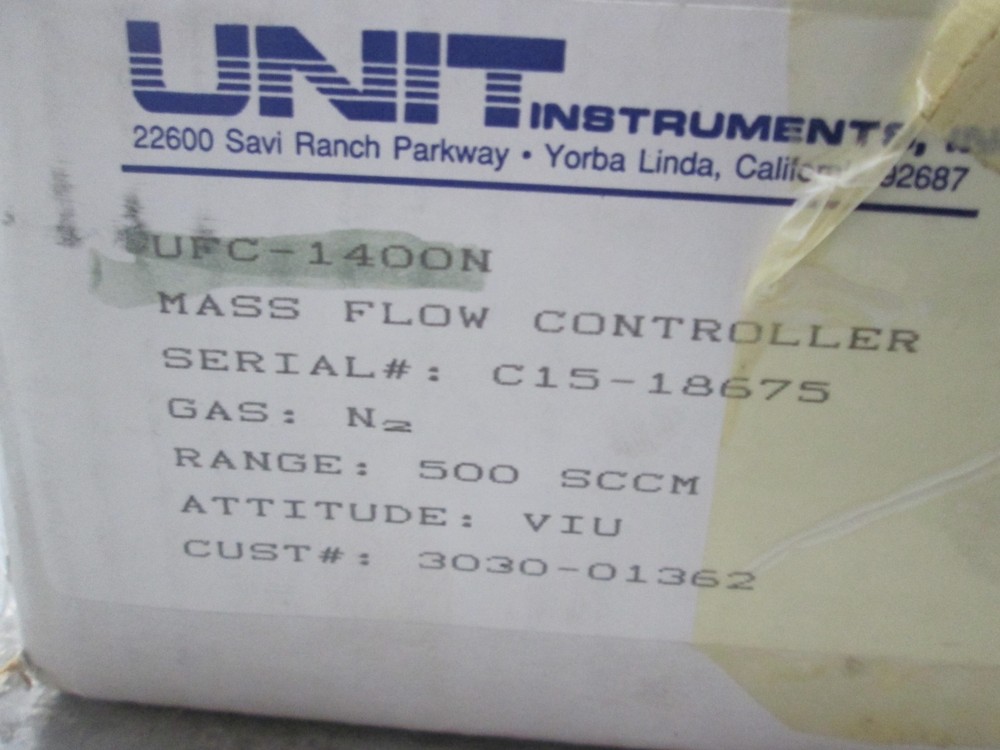 UNIT INSTRUMENTS,
22600 Savi Ranch Parkway • Yorba Linda, 92687
UFC-1400N
MASS FLOW CONTROLLER
SERIAL#: C15-18675
GAS: N₂
RANGE: 500 SCCM
ATTITUDE: VIU
CUST#: 3030-01362